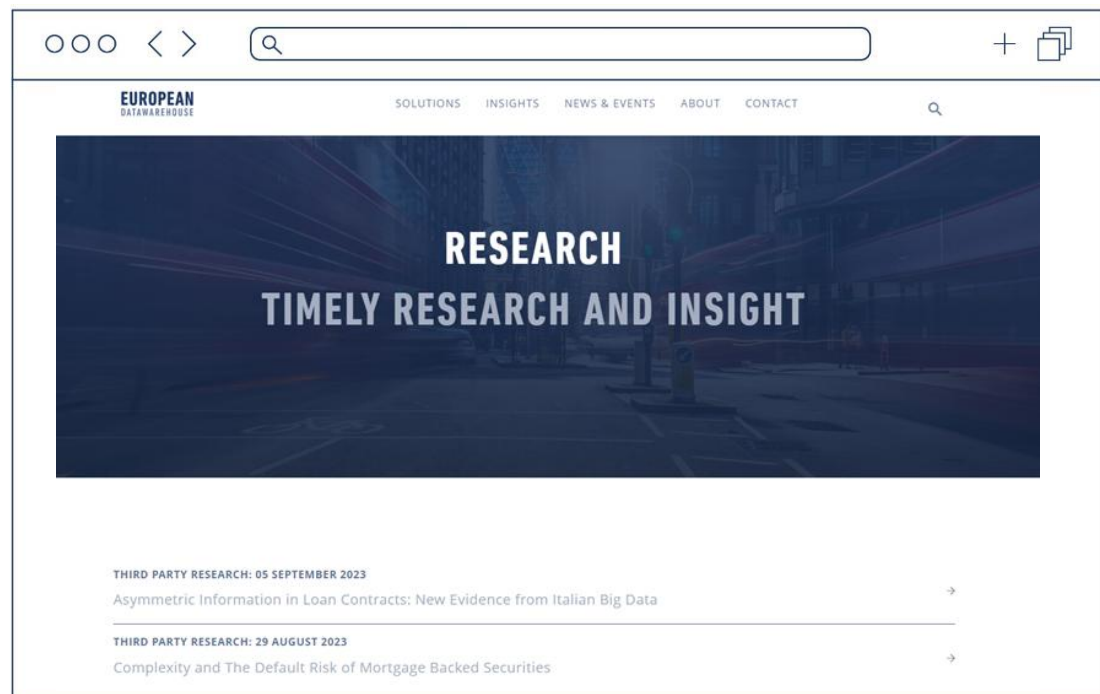 EUROPEAN
DATAWAREHOUSE
SOLUTIONS INSIGHTS NEWS & EVENTS ABOUT CONTACT
RESEARCH
TIMELY RESEARCH AND INSIGHT
THIRD PARTY RESEARCH: 05 SEPTEMBER 2023
Asymmetric Information in Loan Contracts: New Evidence from Italian Big Data
THIRD PARTY RESEARCH: 29 AUGUST 2023
Complexity and The Default Risk of Mortgage Backed Securities